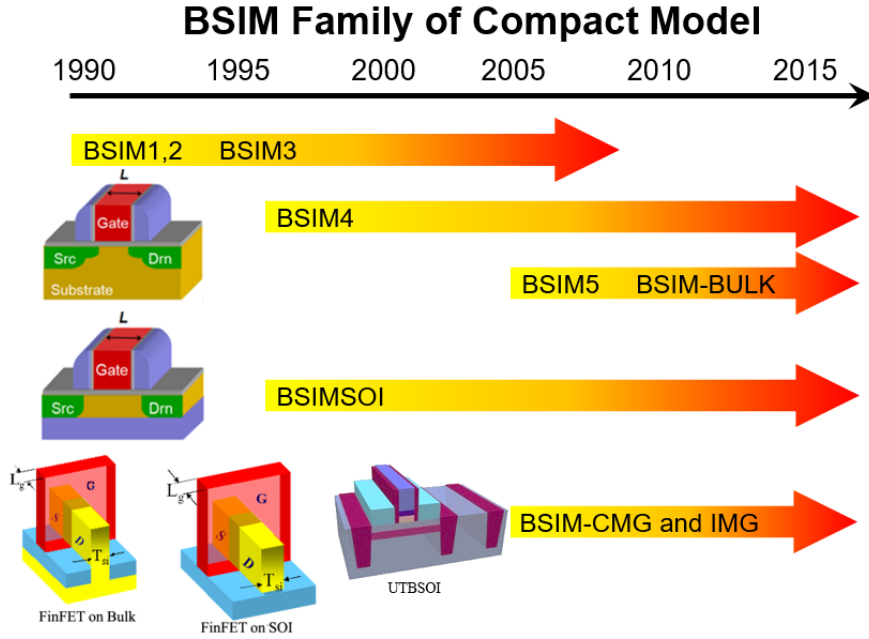 BSIM Family of Compact Model
1990 1995 2000 2005 2010 2015
BSIM1,2 BSIM3
L
Gate
Src Drn
Substrate
BSIM4
BSIM5 BSIM-BULK
L
Gate
Src Drn
BSIMSOI
Lg
G
S
D
Tsi
FinFET on Bulk
Lg
G
S
D
Tsi
FinFET on SOI
UTBSOI
BSIM-CMG and IMG